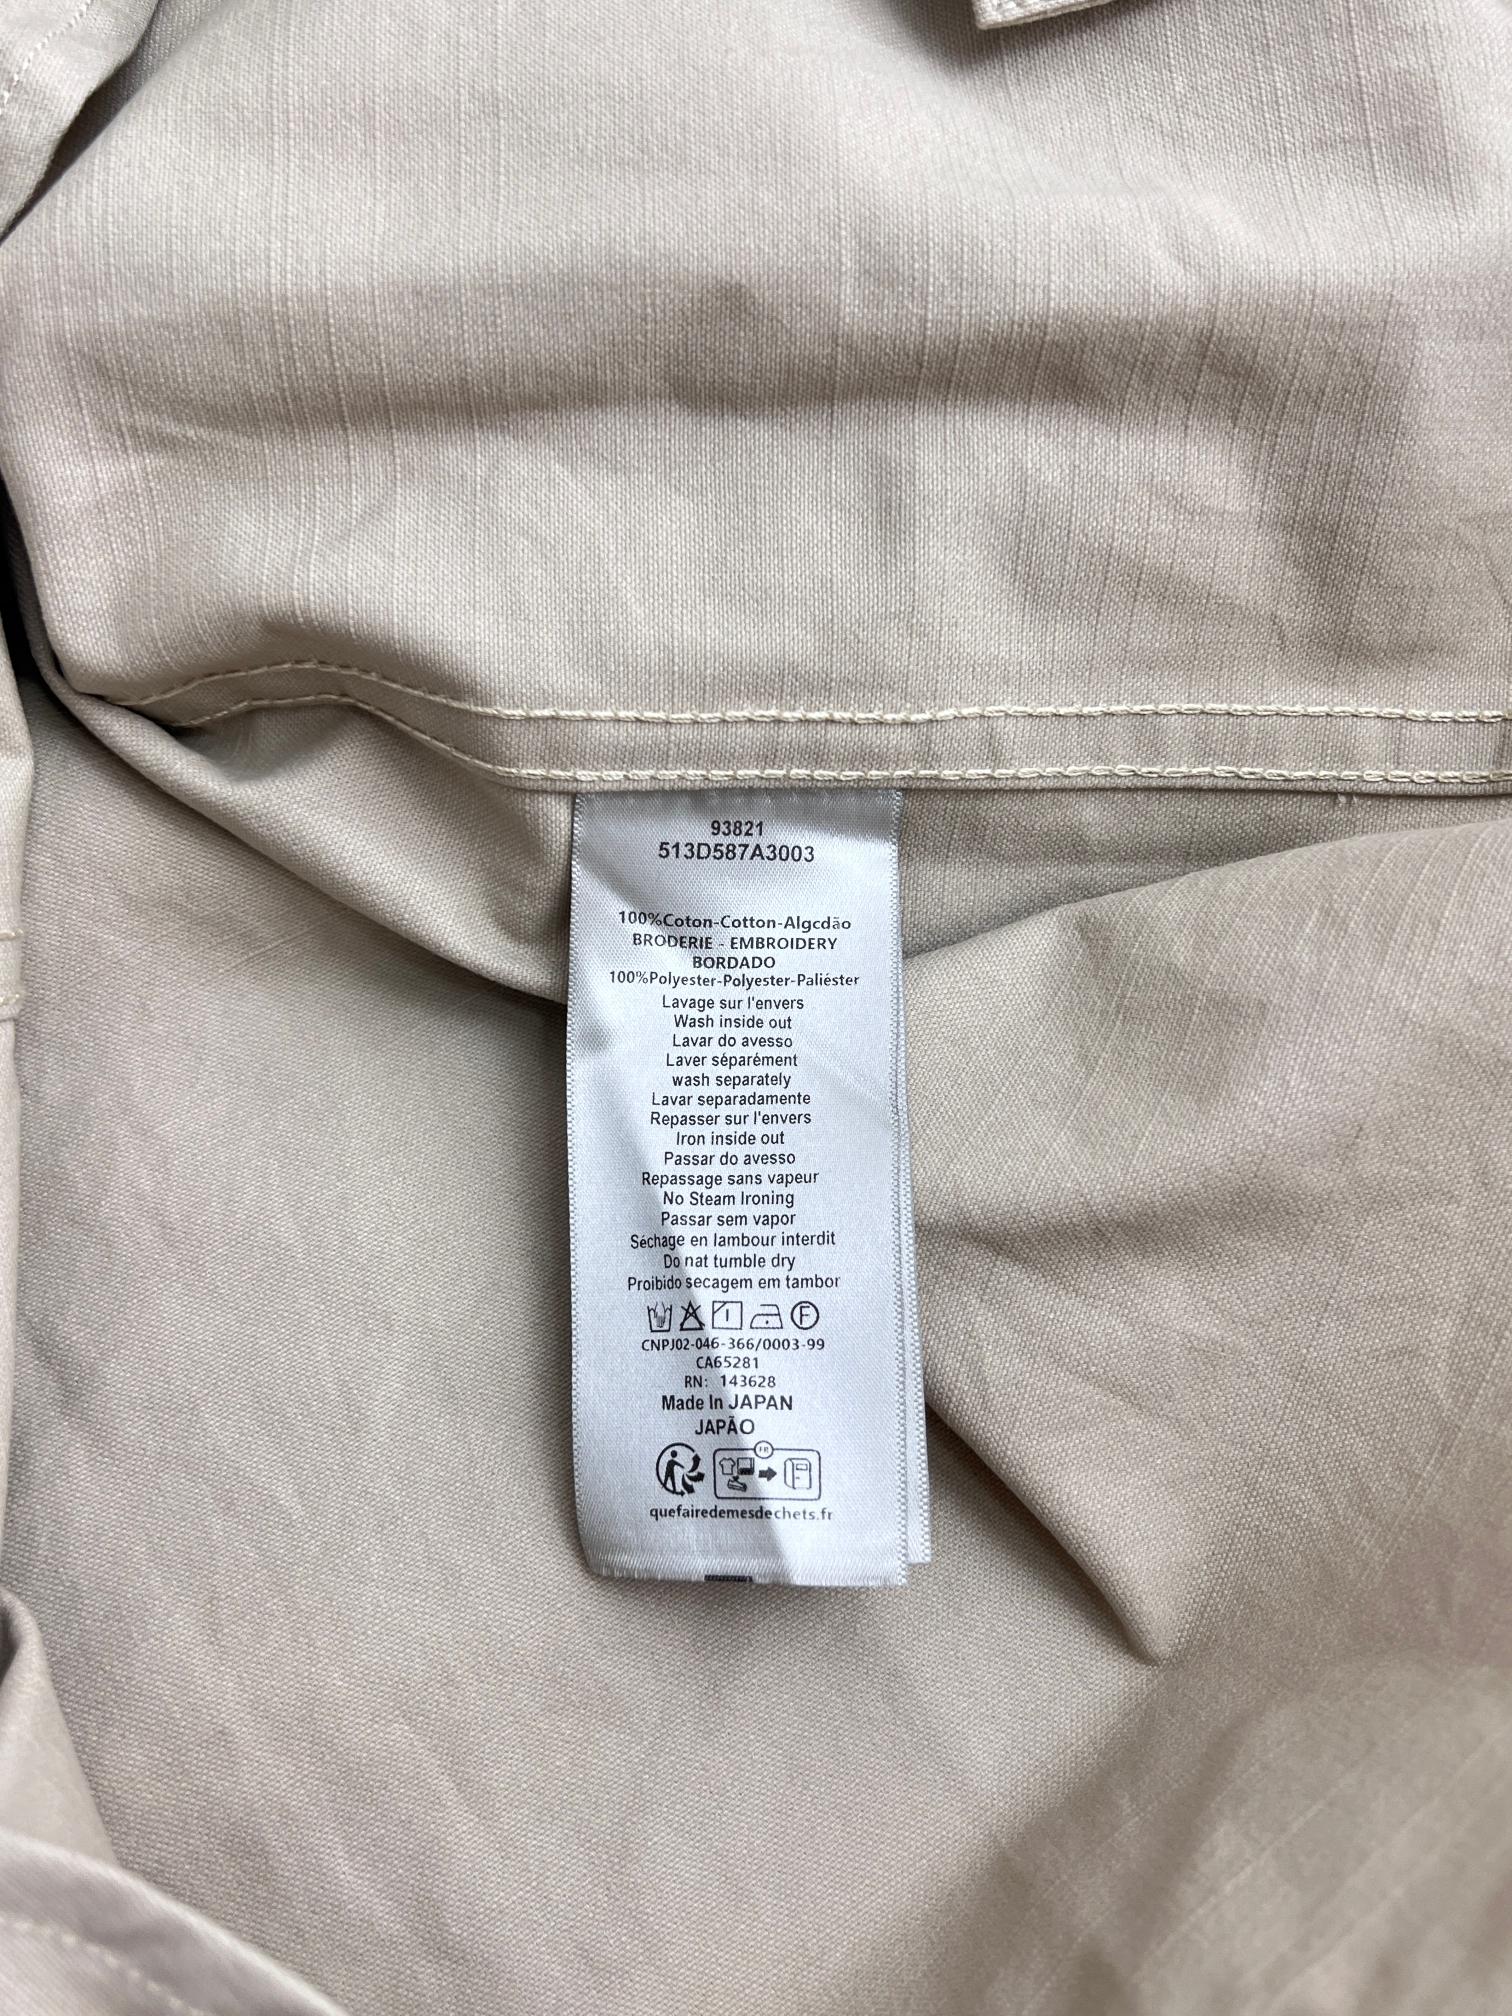 93821
513D587A3003
100%Coton-Cotton-Algcdão
BRODERIE - EMBROIDERY
BORDADO
100%Polyester-Polyester-Paliéster
Lavage sur l'envers
Wash inside out
Lavar do avesso
Laver séparément
wash separately
Lavar separadamente
Repasser sur l'envers
Iron inside out
Passar do avesso
Repassage sans vapeur
No Steam Ironing
Passar sem vapor
Séchage en lambour interdit
Do nat tumble dry
Proibido secagem em tambor
F
CNPJ02-046-366/0003-99
CA65281
RN: 143628
Made In JAPAN
JAPÃO
FR
quefairedemesdechets.fr